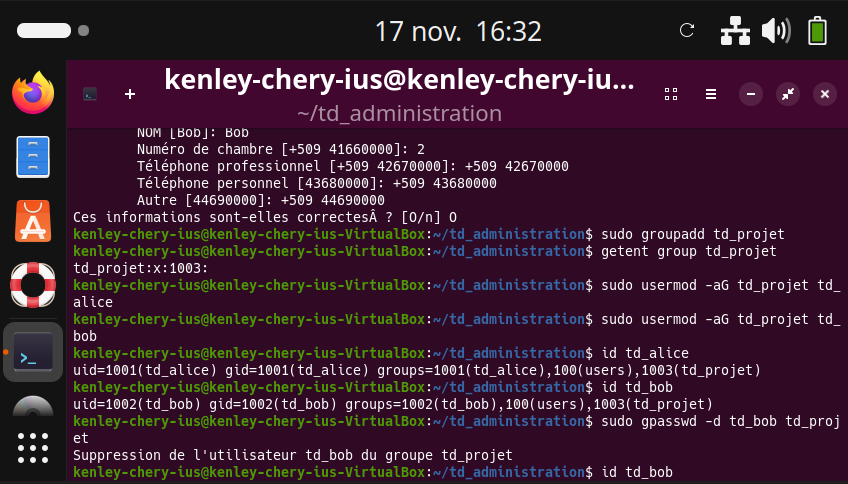 17 nov.  16:32
kenley-chery-ius@kenley-chery-iu...
~/td_administration
NOM [Bob]: Bob
Numéro de chambre [+509 41660000]: 2
Téléphone professionnel [+509 42670000]: +509 42670000
Téléphone personnel [43680000]: +509 43680000
Autre [44690000]: +509 44690000
Ces informations sont-elles correctesÂ ? [O/n] O
kenley-chery-ius@kenley-chery-ius-VirtualBox:~/td_administration$ sudo groupadd td_projet
kenley-chery-ius@kenley-chery-ius-VirtualBox:~/td_administration$ getent group td_projet
td_projet:x:1003:
kenley-chery-ius@kenley-chery-ius-VirtualBox:~/td_administration$ sudo usermod -aG td_projet td_
alice
kenley-chery-ius@kenley-chery-ius-VirtualBox:~/td_administration$ sudo usermod -aG td_projet td_
bob
kenley-chery-ius@kenley-chery-ius-VirtualBox:~/td_administration$ id td_alice
uid=1001(td_alice) gid=1001(td_alice) groups=1001(td_alice),100(users),1003(td_projet)
kenley-chery-ius@kenley-chery-ius-VirtualBox:~/td_administration$ id td_bob
uid=1002(td_bob) gid=1002(td_bob) groups=1002(td_bob),100(users),1003(td_projet)
kenley-chery-ius@kenley-chery-ius-VirtualBox:~/td_administration$ sudo gpasswd -d td_bob td_proj
et
Suppression de l'utilisateur td_bob du groupe td_projet
kenley-chery-ius@kenley-chery-ius-VirtualBox:~/td_administration$ id td_bob